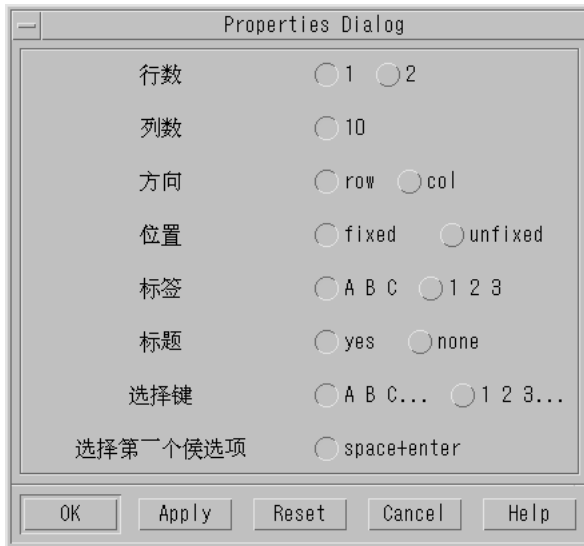 Properties Dialog
行数 1 2
列数 10
方向 row col
位置 fixed unfixed
标签 A B C 1 2 3
标题 yes none
选择键 A B C... 1 2 3...
选择第一个侯选项 space+enter
OK Apply Reset Cancel Help